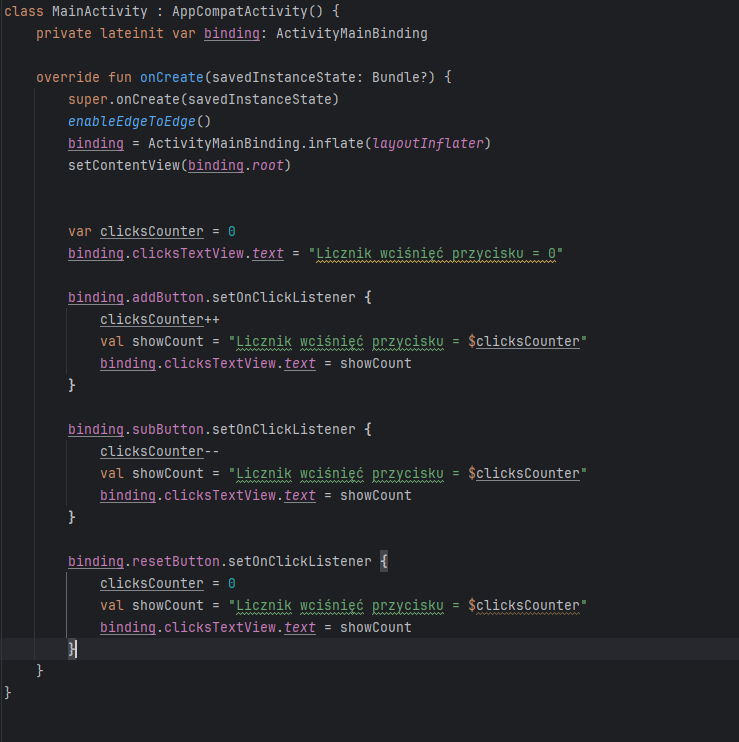 class MainActivity : AppCompatActivity() {
    private lateinit var binding: ActivityMainBinding
    override fun onCreate(savedInstanceState: Bundle?) {
        super.onCreate(savedInstanceState)
        enableEdgeToEdge()
        binding = ActivityMainBinding.inflate(layoutInflater)
        setContentView(binding.root)
        var clicksCounter = 0
        binding.clicksTextView.text = "Licznik wciśnięć przycisku = 0"
        binding.addButton.setOnClickListener {
            clicksCounter++
            val showCount = "Licznik wciśnięć przycisku = $clicksCounter"
            binding.clicksTextView.text = showCount
        }
        binding.subButton.setOnClickListener {
            clicksCounter--
            val showCount = "Licznik wciśnięć przycisku = $clicksCounter"
            binding.clicksTextView.text = showCount
        }
        binding.resetButton.setOnClickListener {
            clicksCounter = 0
            val showCount = "Licznik wciśnięć przycisku = $clicksCounter"
            binding.clicksTextView.text = showCount
        }
    }
}